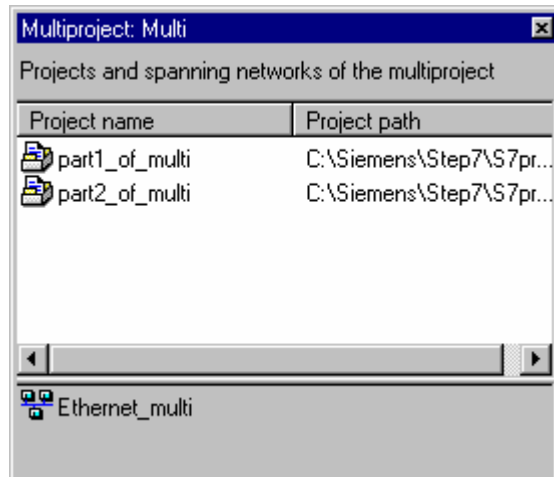 Multiproject: Multi
Projects and spanning networks of the multiproject
Project name Project path
part1_of_multi C:\Siemens\Step7\S7pr...
part2_of_multi C:\Siemens\Step7\S7pr...
Ethernet_multi